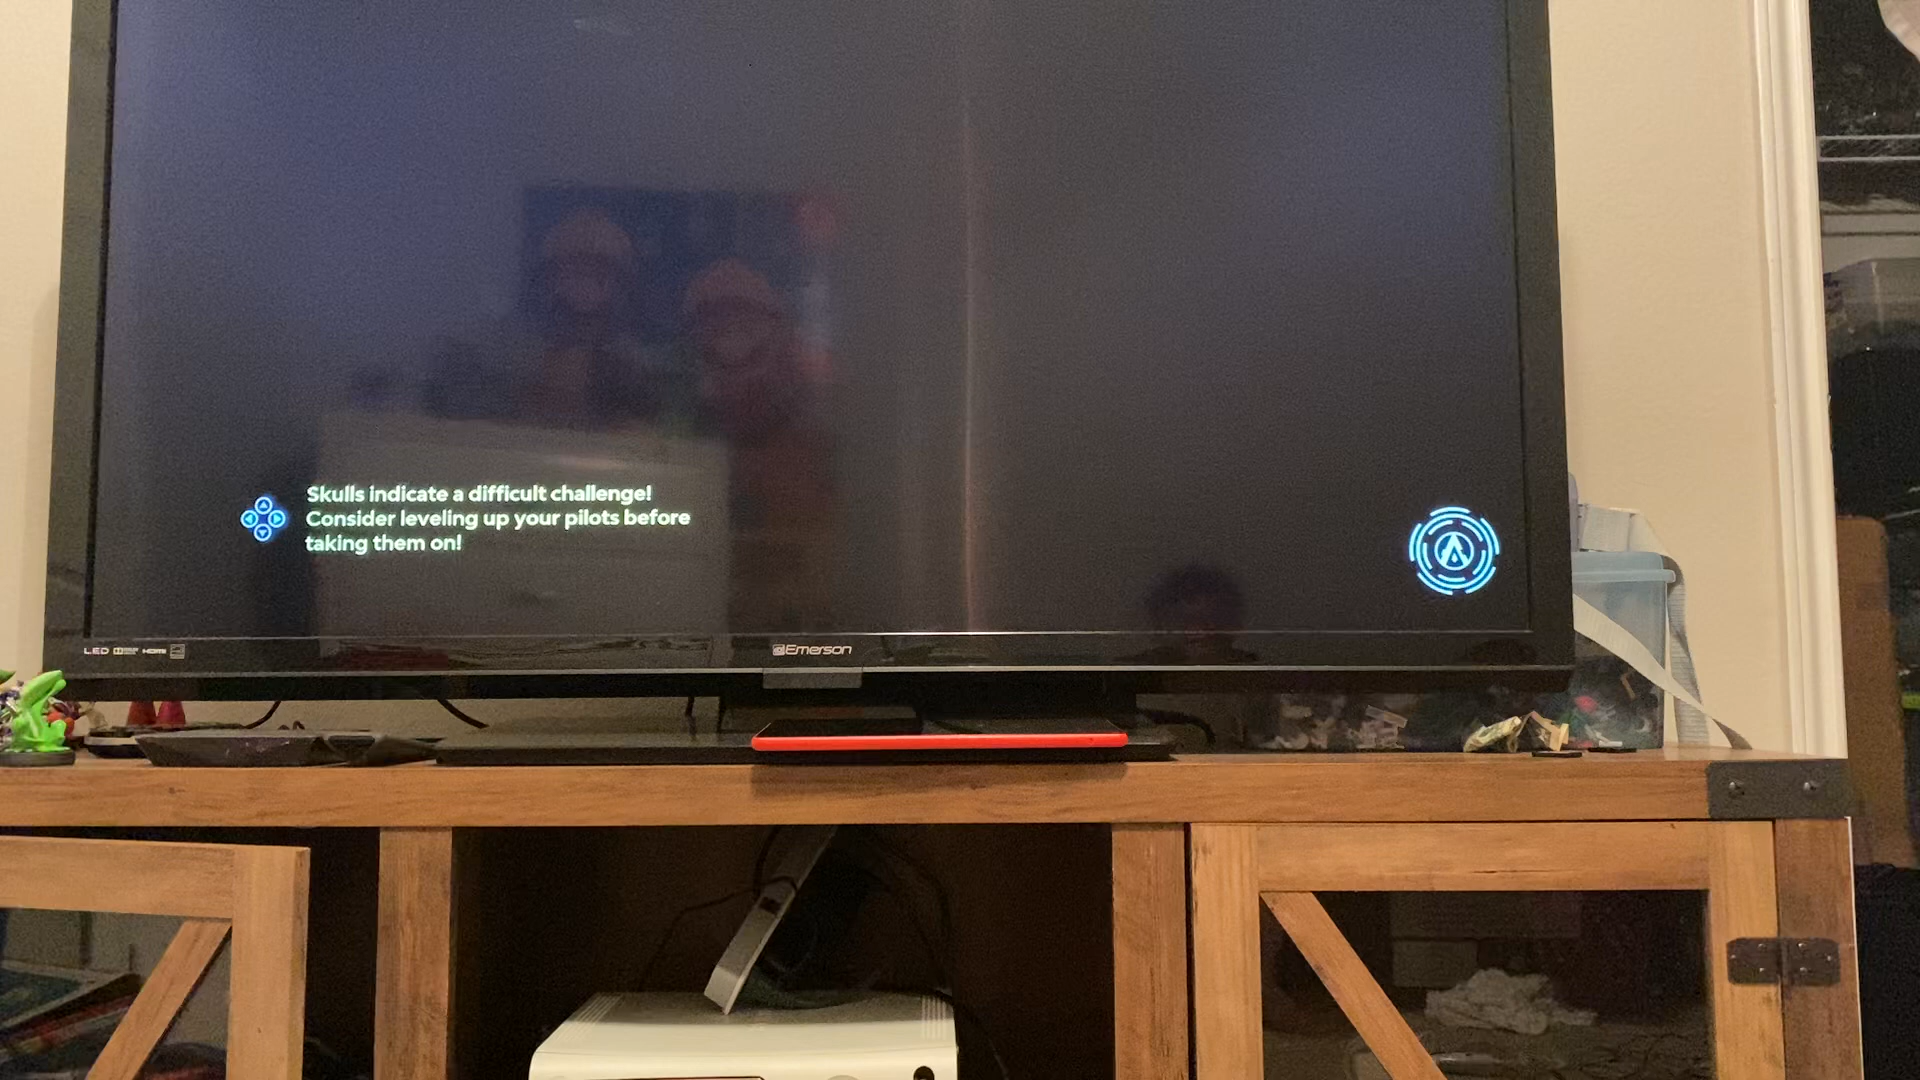 Skulls indicate a difficult challenge!
Consider leveling up your pilots before
taking them on!
LED
HDMI
Emerson